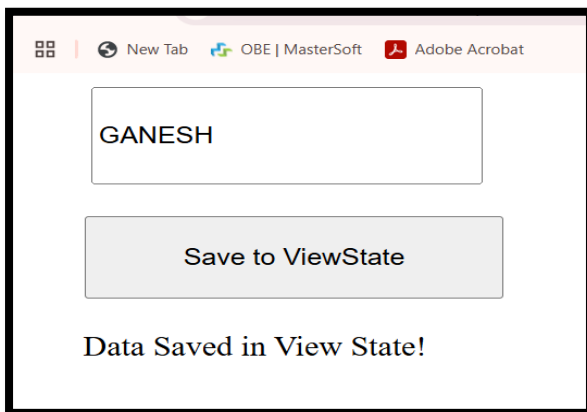 New Tab OBE | MasterSoft Adobe Acrobat
GANESH
Save to ViewState
Data Saved in View State!